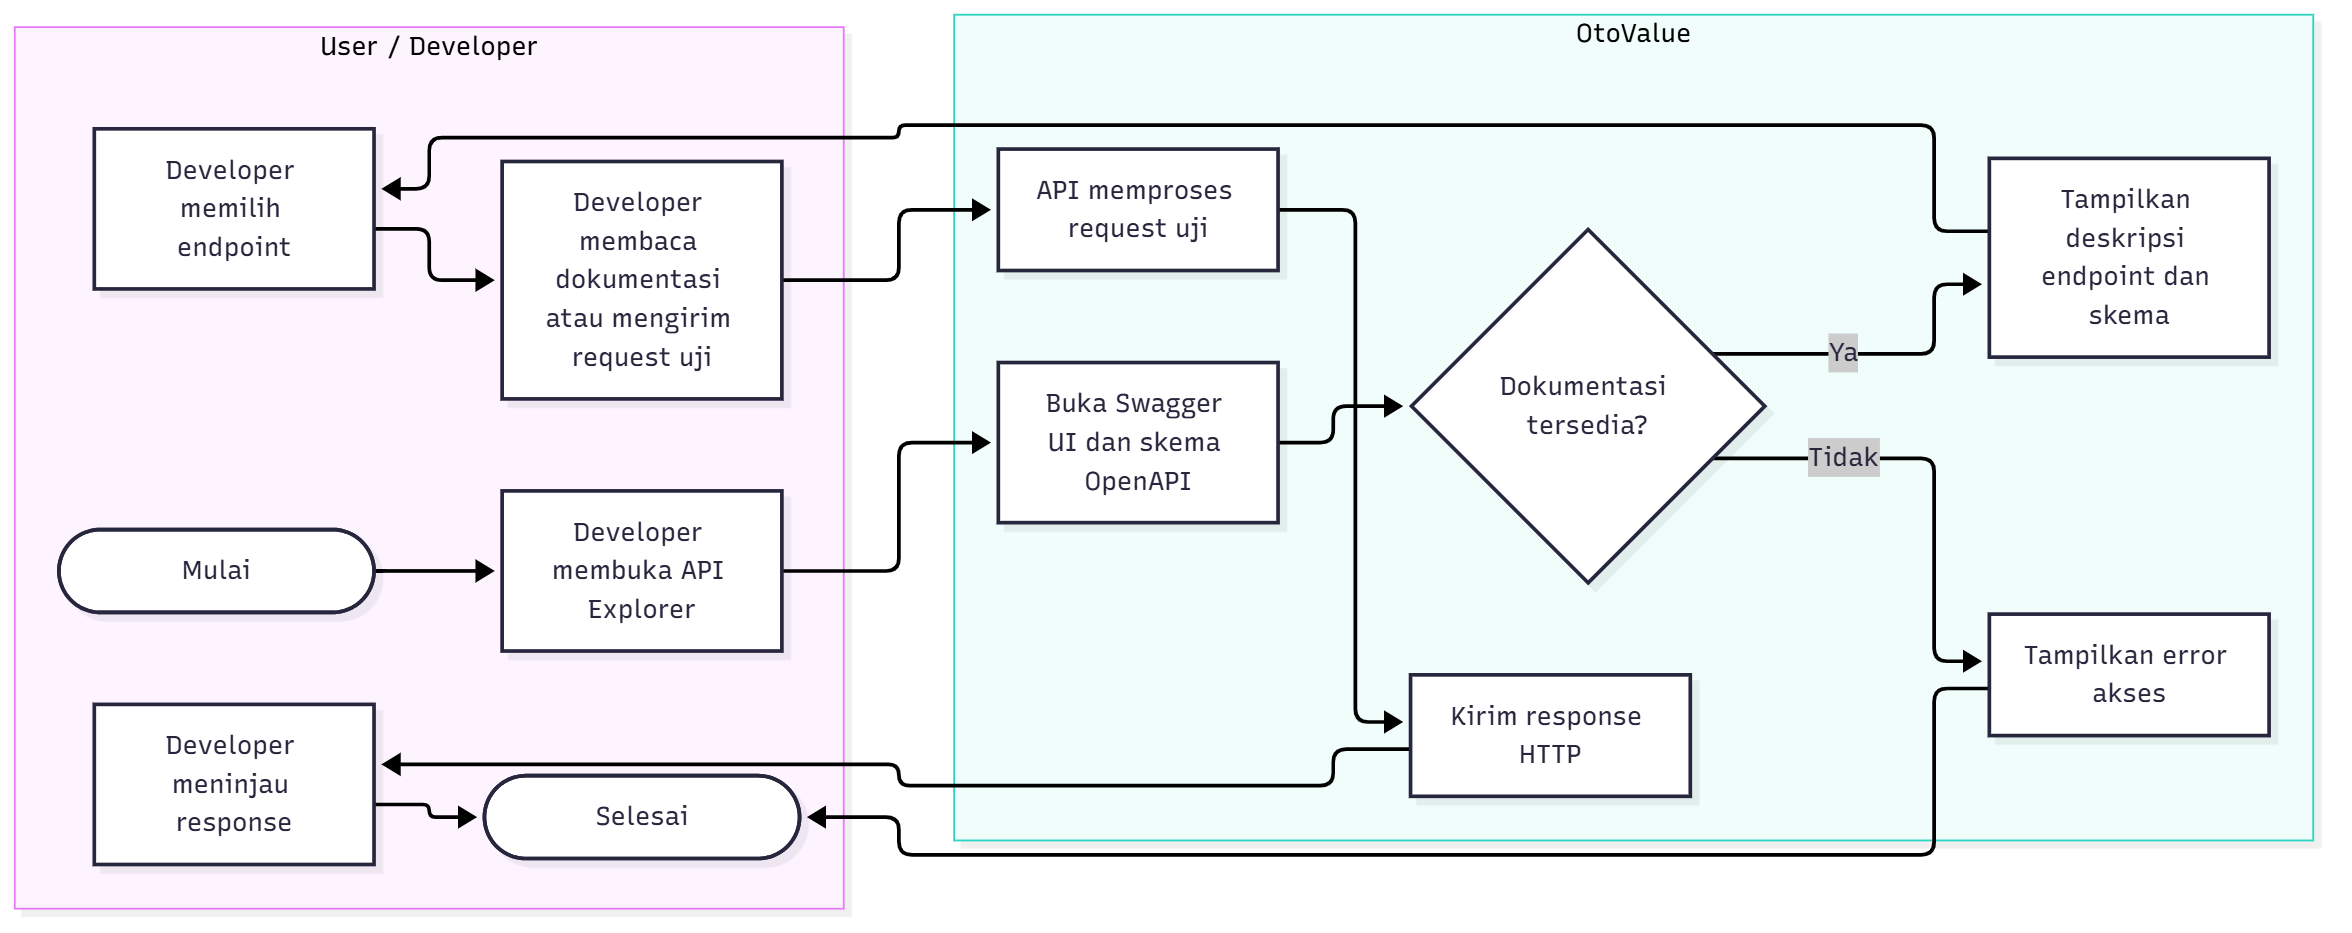 User / Developer
Developer
memilih
endpoint
Developer
membaca
dokumentasi
atau mengirim
request uji
Mulai
Developer
membuka API
Explorer
Developer
meninjau
response
Selesai
OtoValue
API memproses
request uji
Buka Swagger
UI dan skema
OpenAPI
Dokumentasi
tersedia?
Ya
Tidak
Tampilkan
deskripsi
endpoint dan
skema
Tampilkan error
akses
Kirim response
HTTP